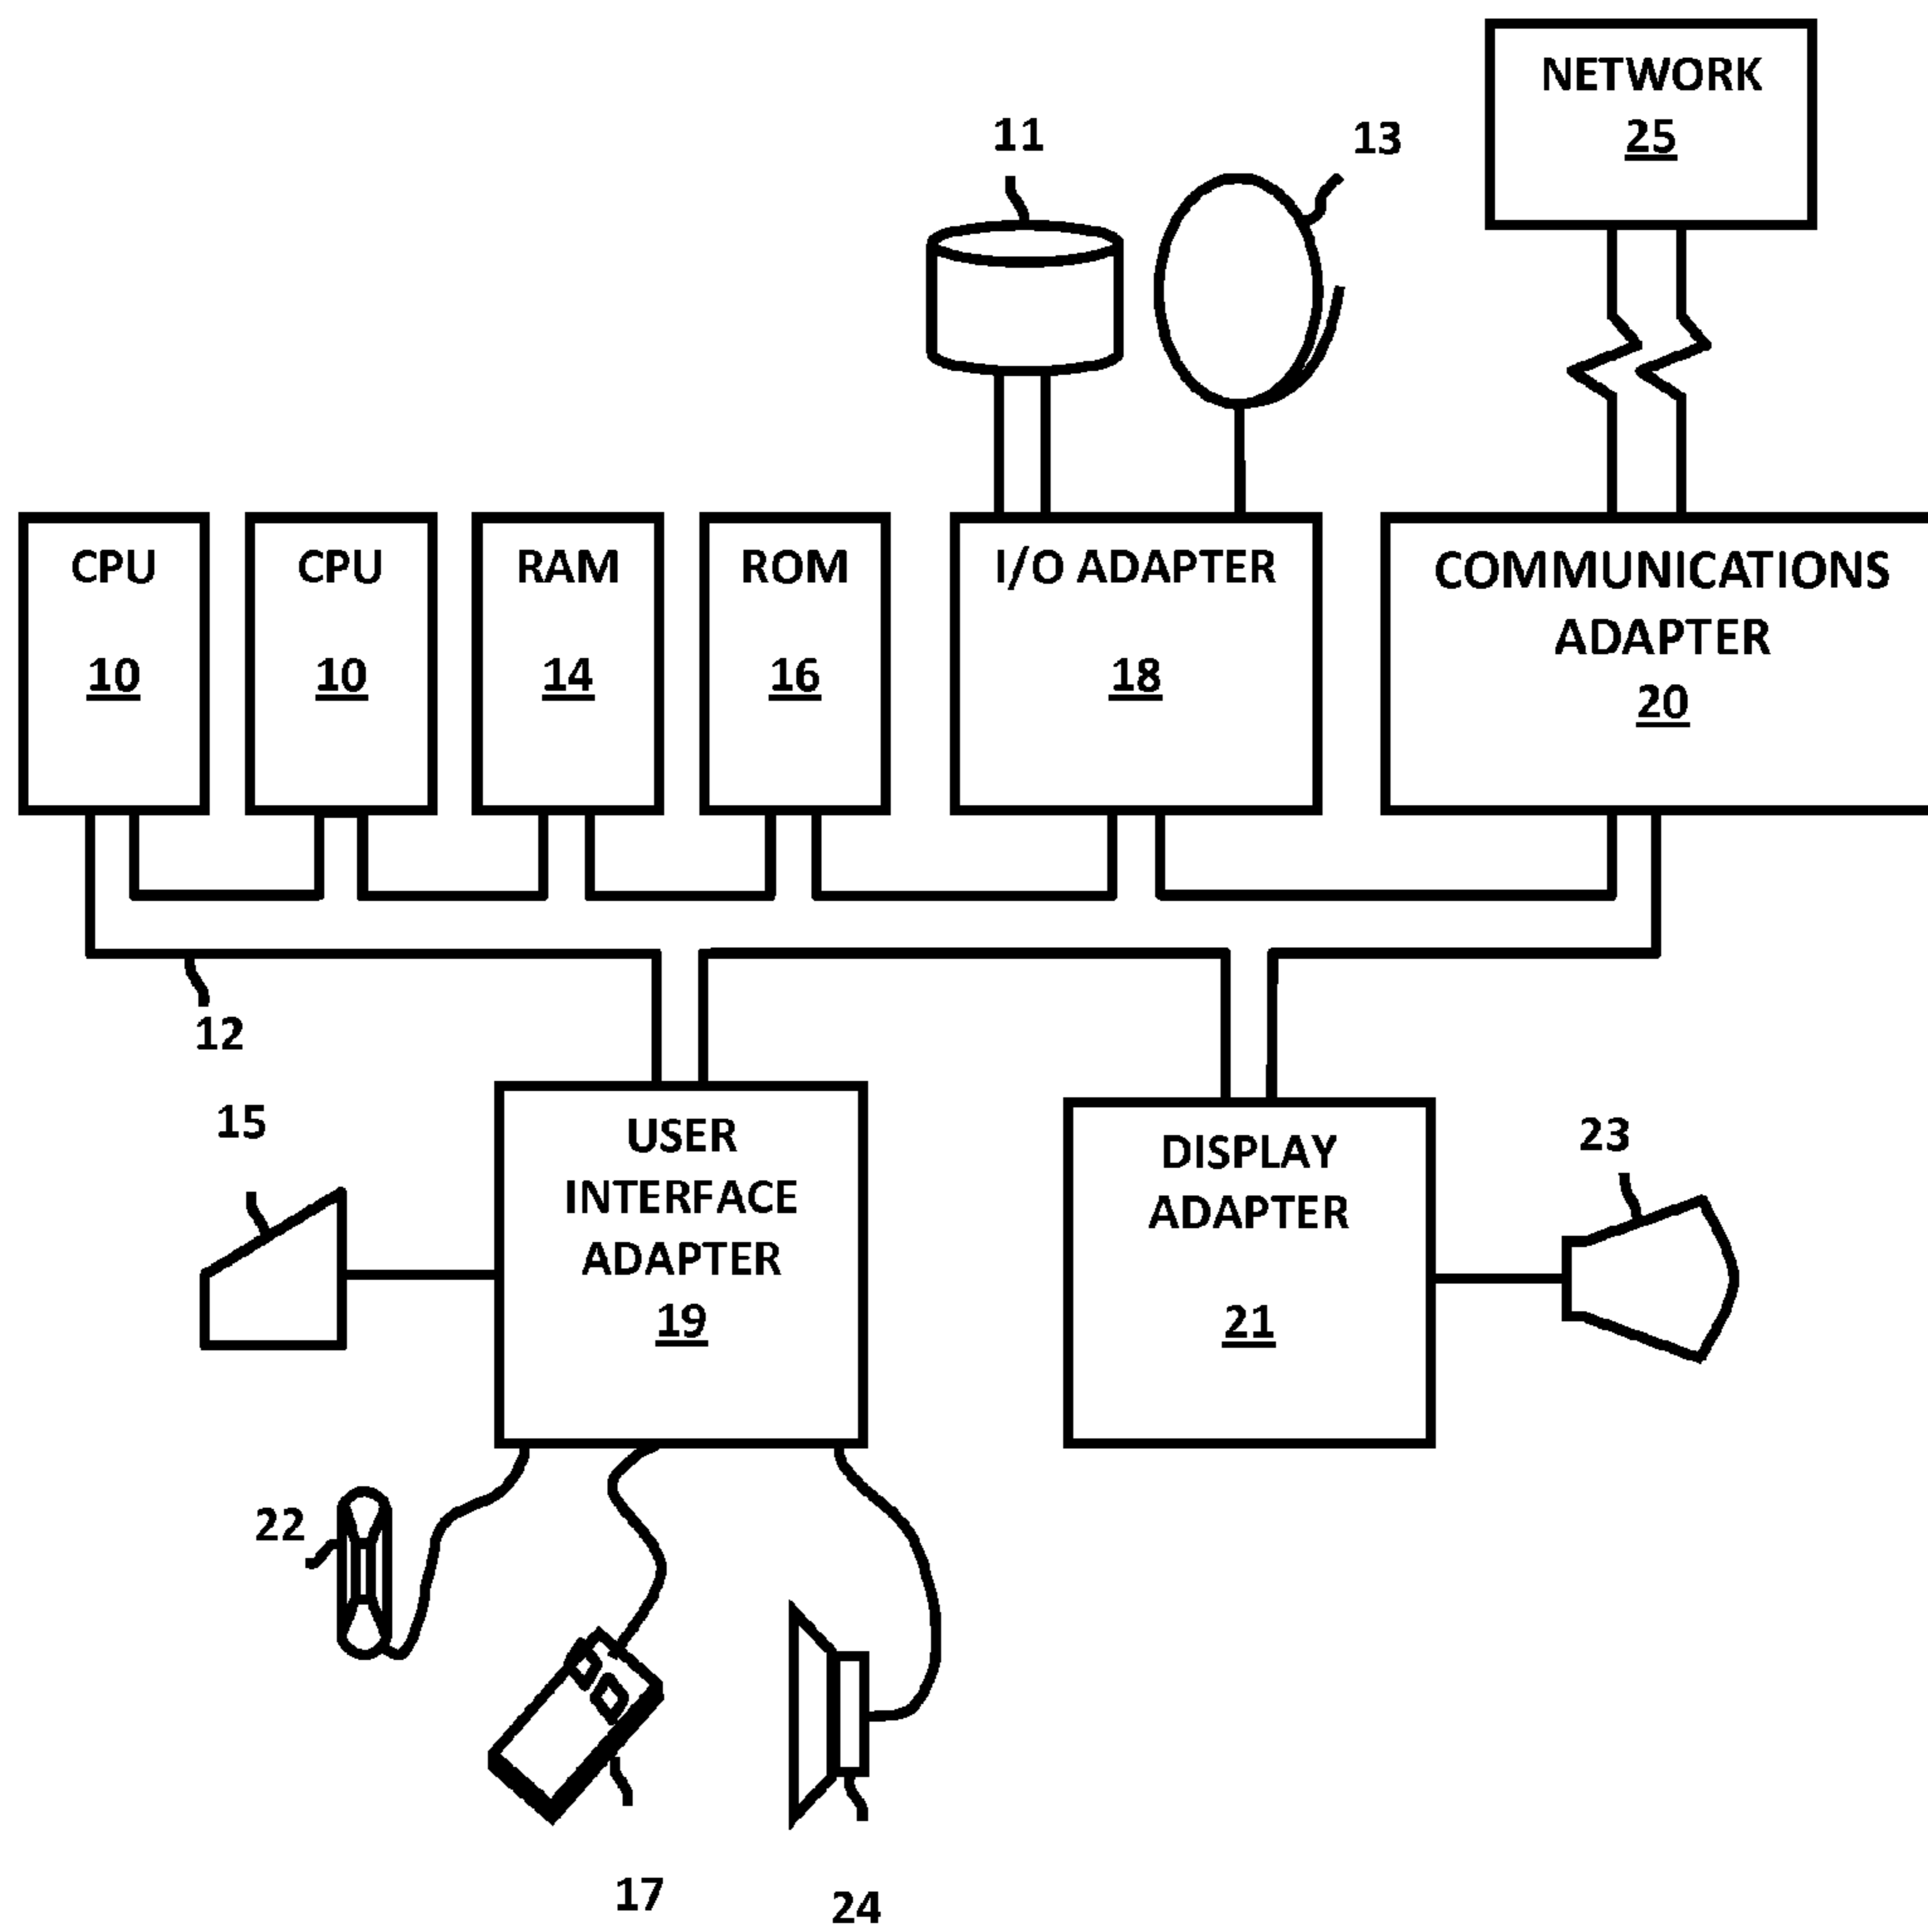 NETWORK
25
11
13
CPU
10
CPU
10
RAM
14
ROM
16
I/O ADAPTER
18
COMMUNICATIONS
ADAPTER
20
12
15
USER
INTERFACE
ADAPTER
19
DISPLAY
ADAPTER
21
23
22
17
24